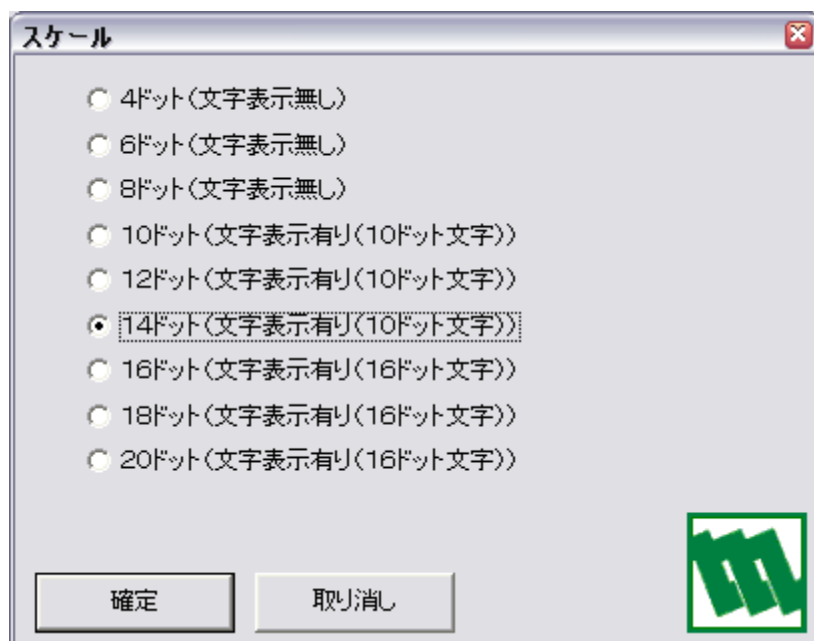 スケール
4ドット(文字表示無し)
6ドット(文字表示無し)
8ドット(文字表示無し)
10ドット(文字表示有り(10ドット文字))
12ドット(文字表示有り(10ドット文字))
14ドット(文字表示有り(10ドット文字))
16ドット(文字表示有り(16ドット文字))
18ドット(文字表示有り(16ドット文字))
20ドット(文字表示有り(16ドット文字))
確定
取り消し